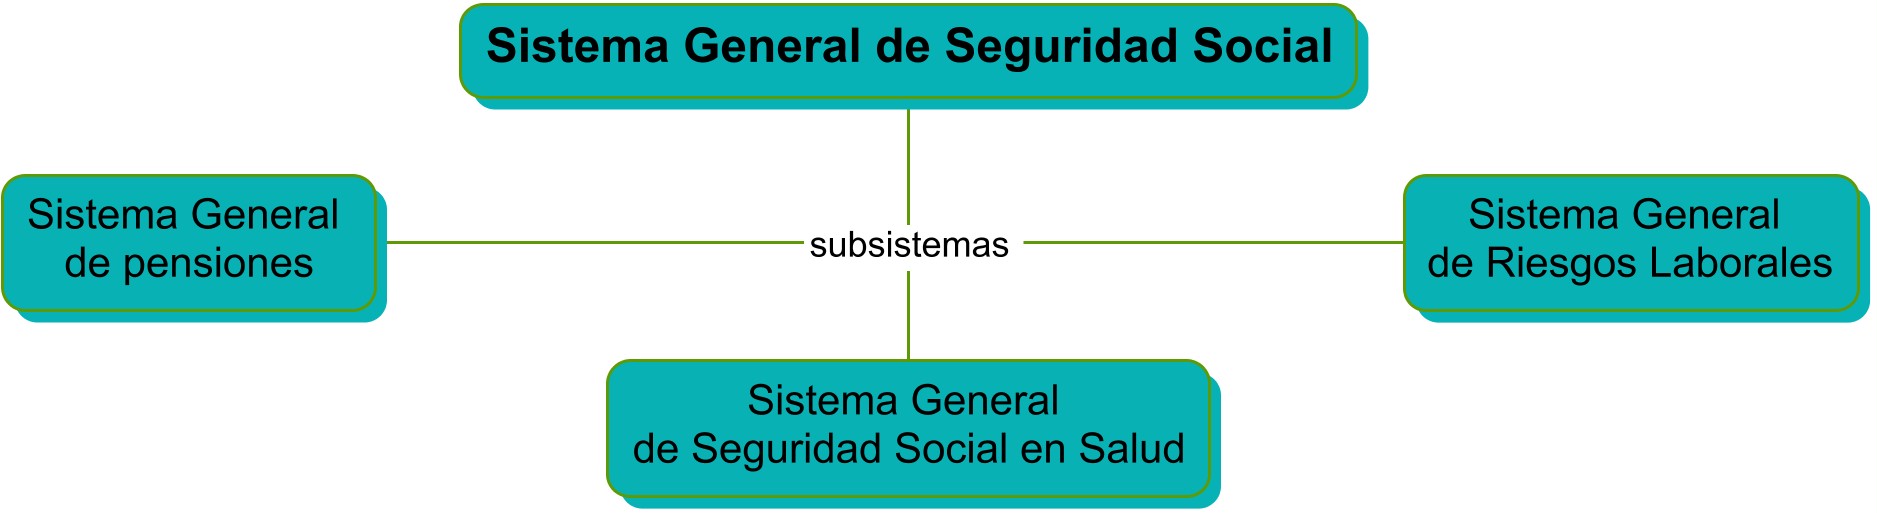 Sistema General de Seguridad Social
Sistema General
de pensiones
subsistemas
Sistema General
de Riesgos Laborales
Sistema General
de Seguridad Social en Salud